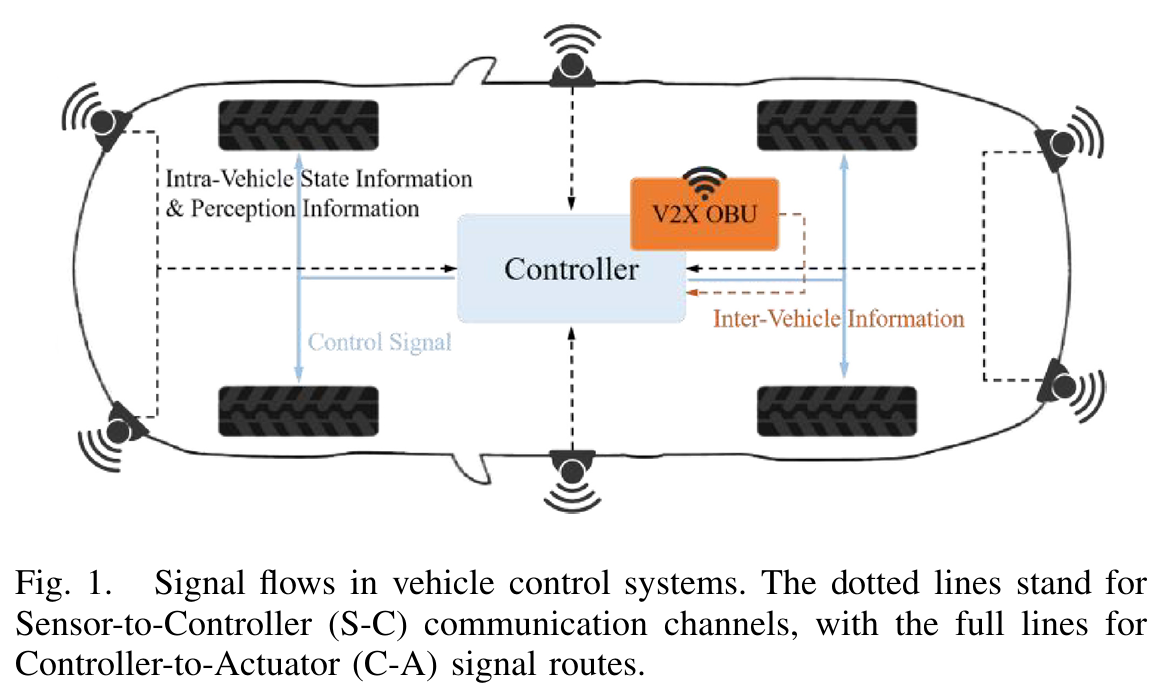 Intra-Vehicle State Information
& Perception Information
V2X OBU
Controller
Inter-Vehicle Information
Control Signal
Fig. 1. Signal flows in vehicle control systems. The dotted lines stand for
Sensor-to-Controller (S-C) communication channels, with the full lines for
Controller-to-Actuator (C-A) signal routes.